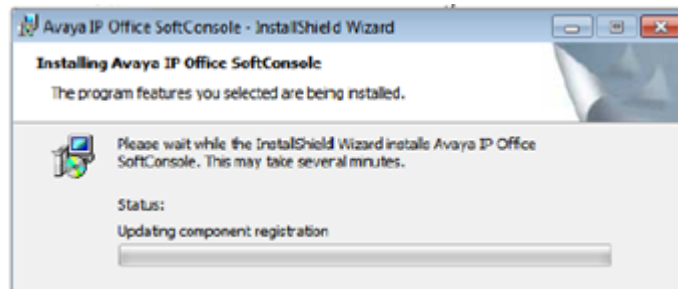 Avaya IP Office SoftConsole - InstallShield Wizard
Installing Avaya IP Office SoftConsole
The program features you selected are being installed.
Please wait while the InstallShield Wizard installs Avaya IP Office
SoftConsole. This may take several minutes.
Status:
Updating component registration